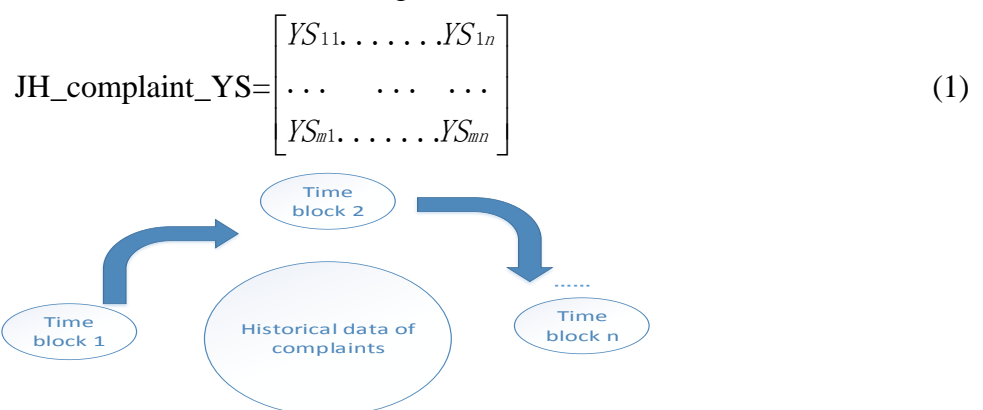 YS11.......YS1n
JH_complaint_YS= ... ... ... (1)
YSm1.......YSmn
Time
block 2
......
Time
block 1
Historical data of
complaints
Time
block n